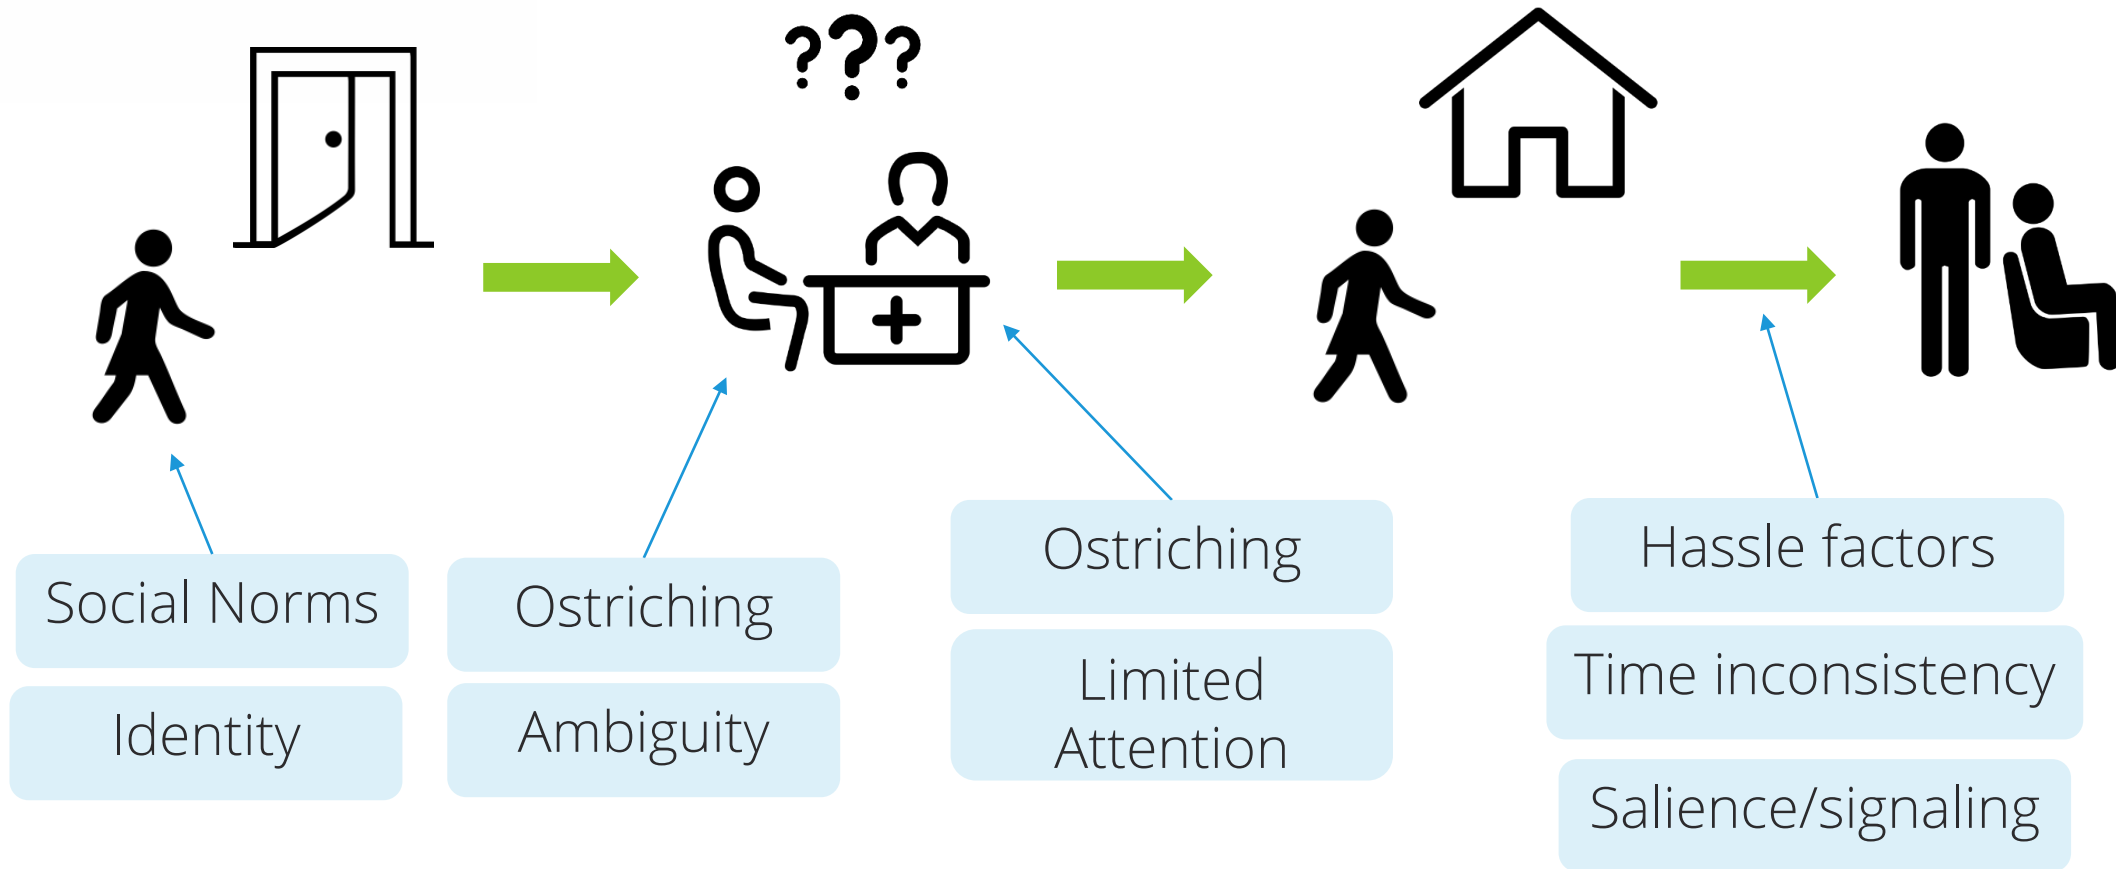 ???
Social Norms
Identity
Ostriching
Ambiguity
Ostriching
Limited
Attention
Hassle factors
Time inconsistency
Salience/signaling